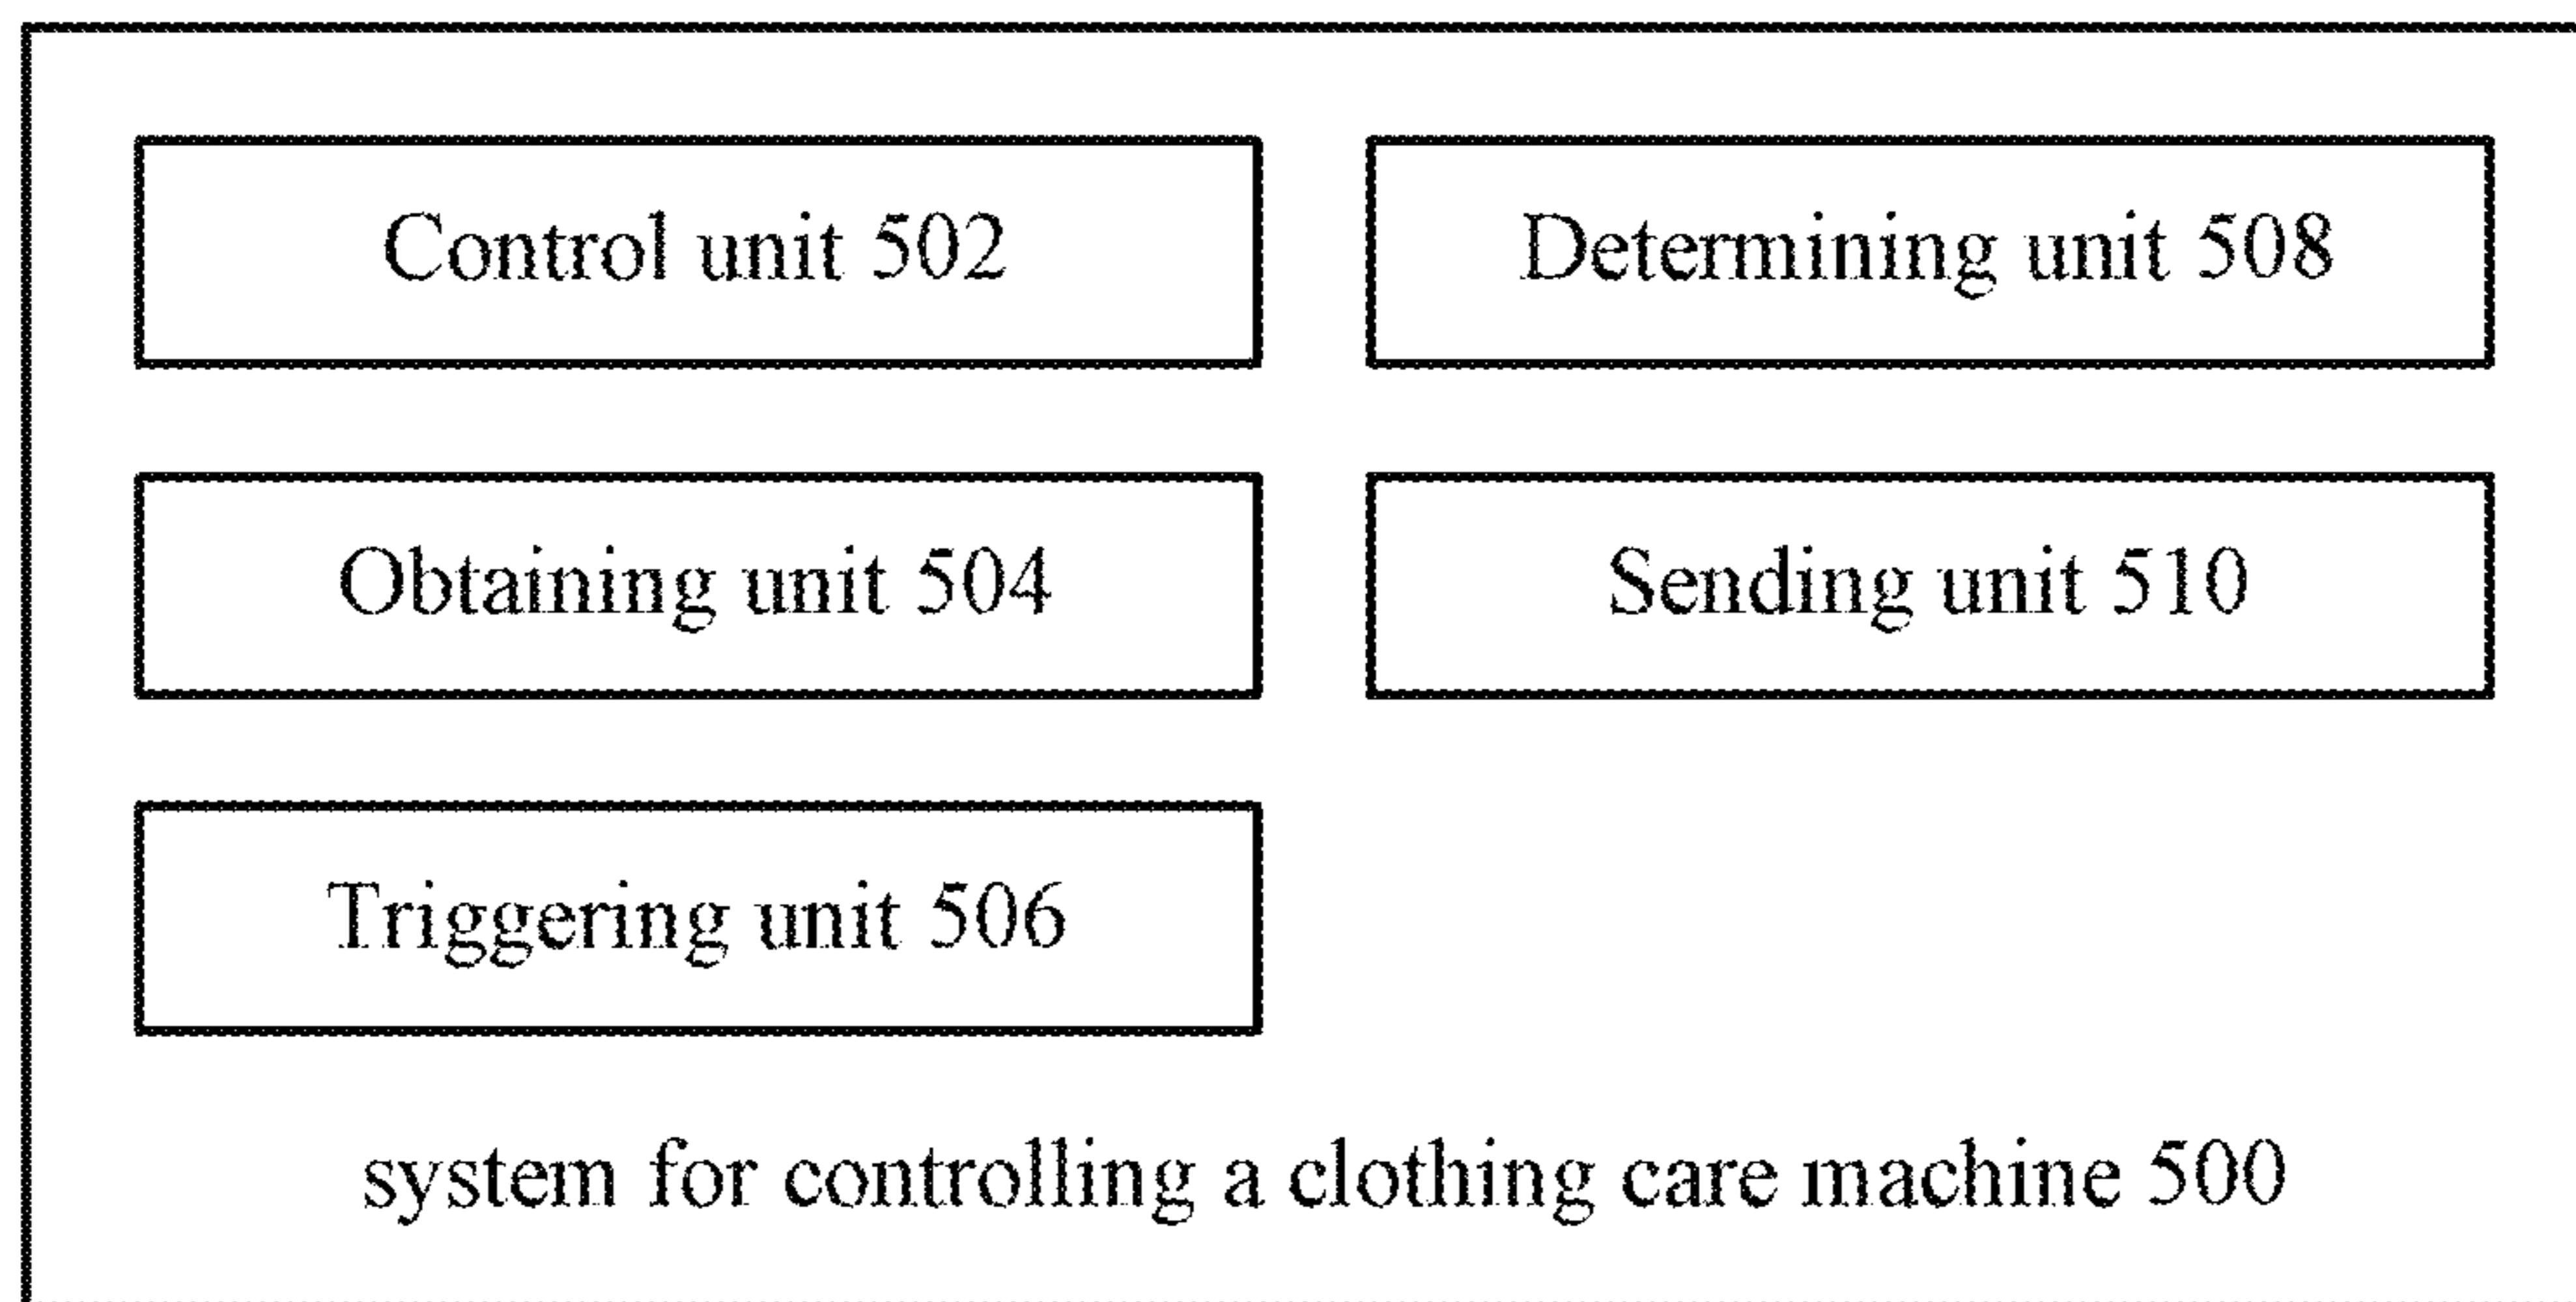 Control unit 502
Determining unit 508
Obtaining unit 504
Sending unit 510
Triggering unit 506
system for controlling a clothing care machine 500